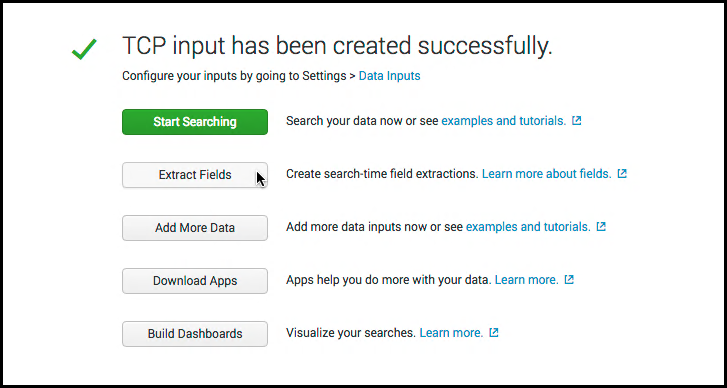 TCP input has been created successfully.
Configure your inputs by going to Settings > Data Inputs
Start Searching Search your data now or see examples and tutorials.
Extract Fields Create search-time field extractions. Learn more about fields.
Add More Data Add more data inputs now or see examples and tutorials.
Download Apps Apps help you do more with your data. Learn more.
Build Dashboards Visualize your searches. Learn more.